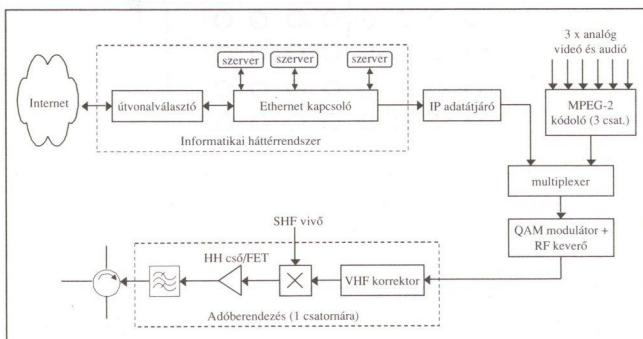 3 x analóg
videó és audió
szerver
szerver
szerver
Internet
útvonalválasztó
Ethernet kapcsoló
IP adatátjáró
MPEG-2
kódoló (3 csat.)
Informatikai háttérrendszer
multiplexer
SHF vivő
QAM modulátor +
RF keverő
HH cső/FET
VHF korrektor
Adóberendezés (1 csatornára)